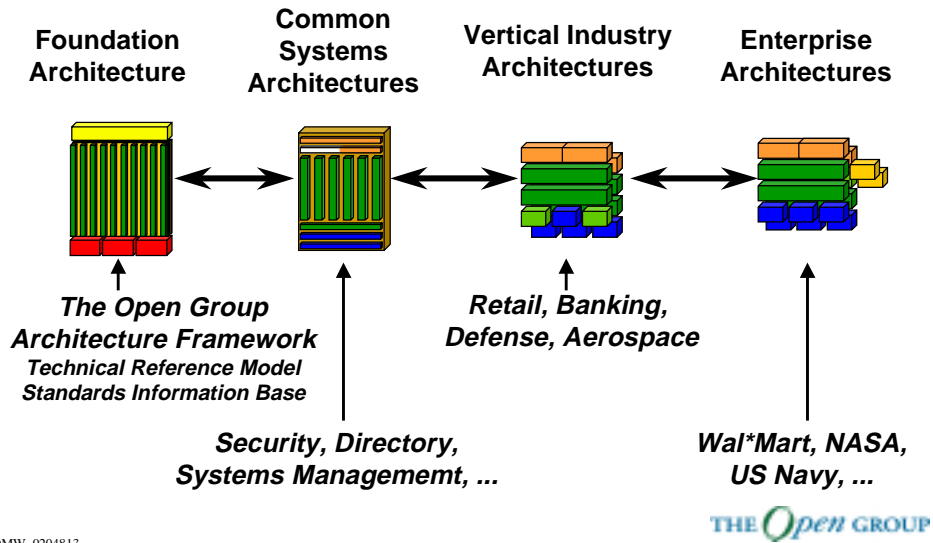 Foundation
Architecture
Common
Systems
Architectures
Vertical Industry
Architectures
Enterprise
Architectures
The Open Group
Architecture Framework
Technical Reference Model
Standards Information Base
Retail, Banking,
Defense, Aerospace
Security, Directory,
Systems Managememt, ...
Wal*Mart, NASA,
US Navy, ...
THE Open GROUP